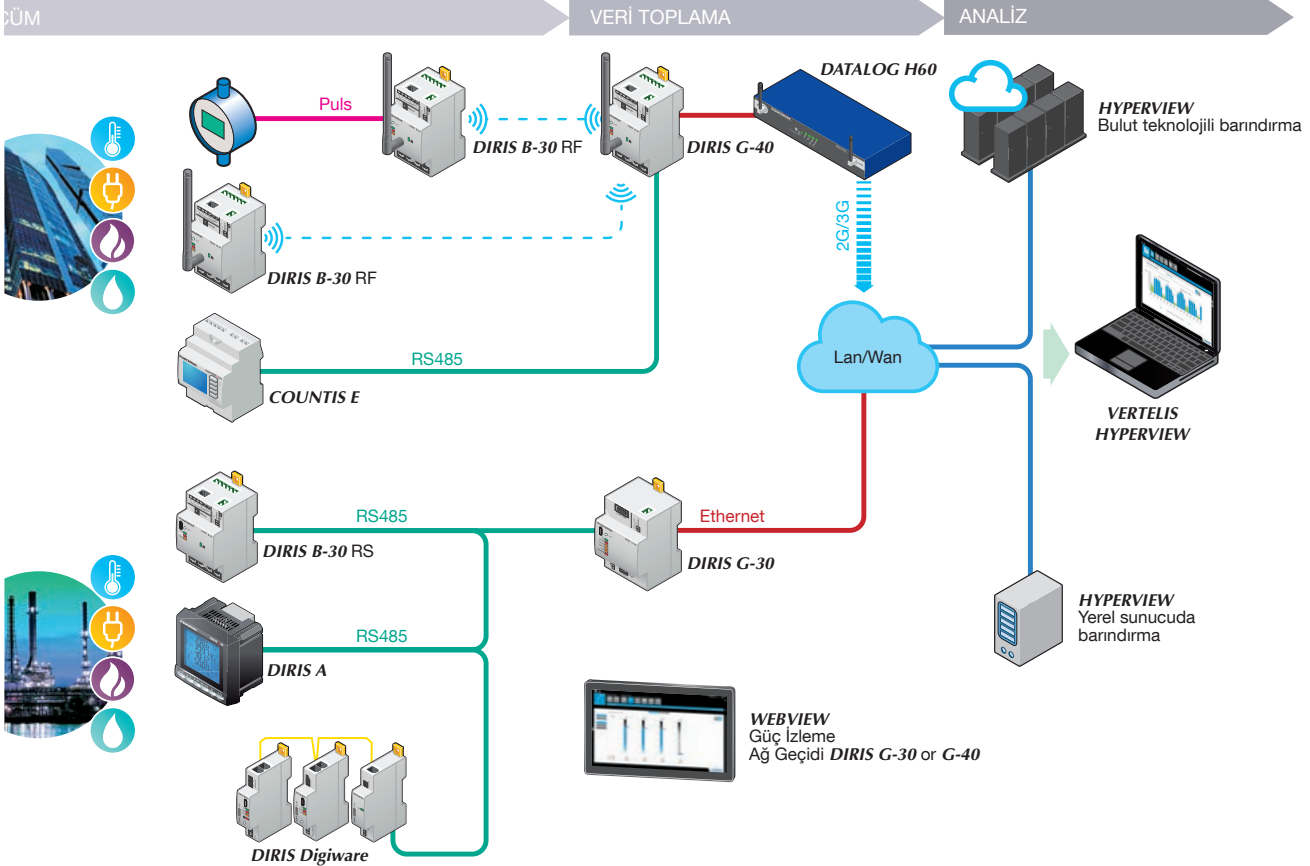 VERİ TOPLAMA
ANALİZ
DATALOG H60
HYPERVIEW
Bulut teknolojili barındırma
Puls
DIRIS B-30 RF
DIRIS G-40
2G/3G
DIRIS B-30 RF
Lan/Wan
RS485
COUNTIS E
VERTELIS
HYPERVIEW
RS485
Ethernet
DIRIS B-30 RS
DIRIS G-30
HYPERVIEW
Yerel sunucuda
barındırma
RS485
DIRIS A
WEBVIEW
Güç İzleme
Ağ Geçidi DIRIS G-30 or G-40
DIRIS Digiware